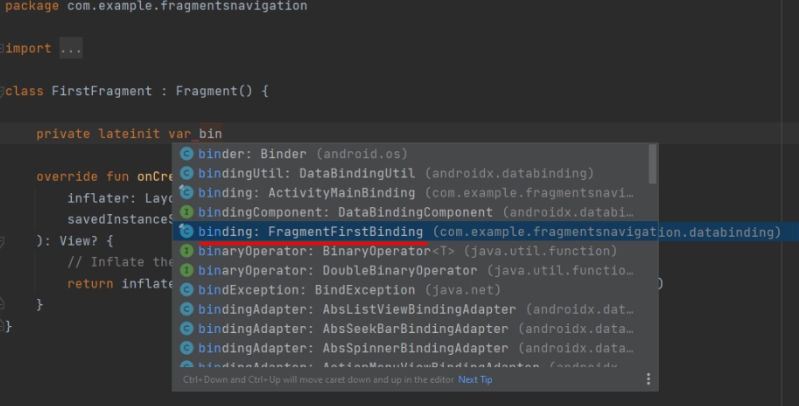 package com.example.fragmentsnavigation
import ...
class FirstFragment : Fragment() {
private lateinit var bin
override fun onCre
inflater: Layo
savedInstanceS
): View? {
// Inflate the
return inflate
)
}
}
binder: Binder (android.os)
bindingUtil: DataBindingUtil (androidx.databinding)
binding: ActivityMainBinding (com.example.fragmentsnavi…
bindingComponent: DataBindingComponent (androidx.databi…
binding: FragmentFirstBinding (com.example.fragmentsnavigation.databinding)
binaryOperator: BinaryOperator<T> (java.util.function)
binaryOperator: DoubleBinaryOperator (java.util.functio…
bindException: BindException (java.net)
bindingAdapter: AbsListViewBindingAdapter (androidx.dat…
bindingAdapter: AbsSeekBarBindingAdapter (androidx.data…
bindingAdapter: AbsSpinnerBindingAdapter (androidx.data…
bindingAdapter: ActionMenuViewBindingAdapter (androidx.
Ctrl+Down and Ctrl+Up will move caret down and up in the editor Next Tip